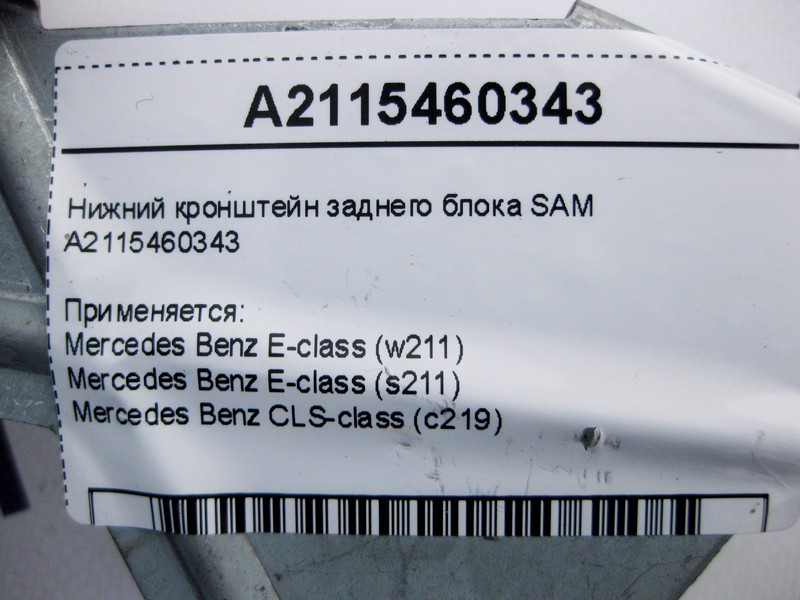 A2115460343
Нижний кронштейн заднего блока SAM
A2115460343
Применяется:
Mercedes Benz E-class (w211)
Mercedes Benz E-class (s211)
Mercedes Benz CLS-class (c219)